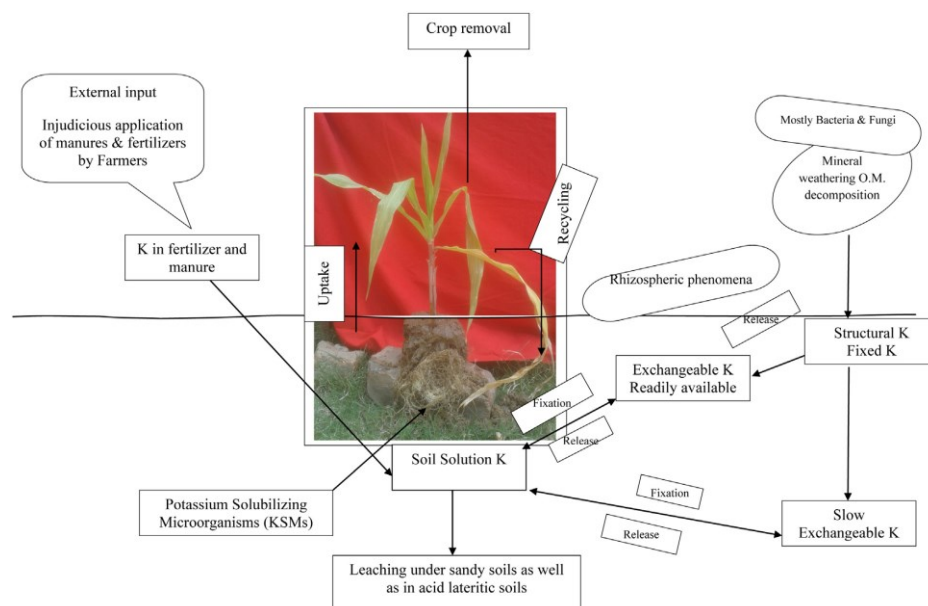 Crop removal
External input
Injudicious application
of manures & fertilizers
by Farmers
Mostly Bacteria & Fungi
Mineral
weathering O.M.
decomposition
K in fertilizer and
manure
Uptake
Recycling
Rhizospheric phenomena
Release
Structural K
Fixed K
Exchangeable K
Readily available
Fixation
Release
Soil Solution K
Potassium Solubilizing
Microorganisms (KSMs)
Fixation
Release
Slow
Exchangeable K
Leaching under sandy soils as well
as in acid lateritic soils